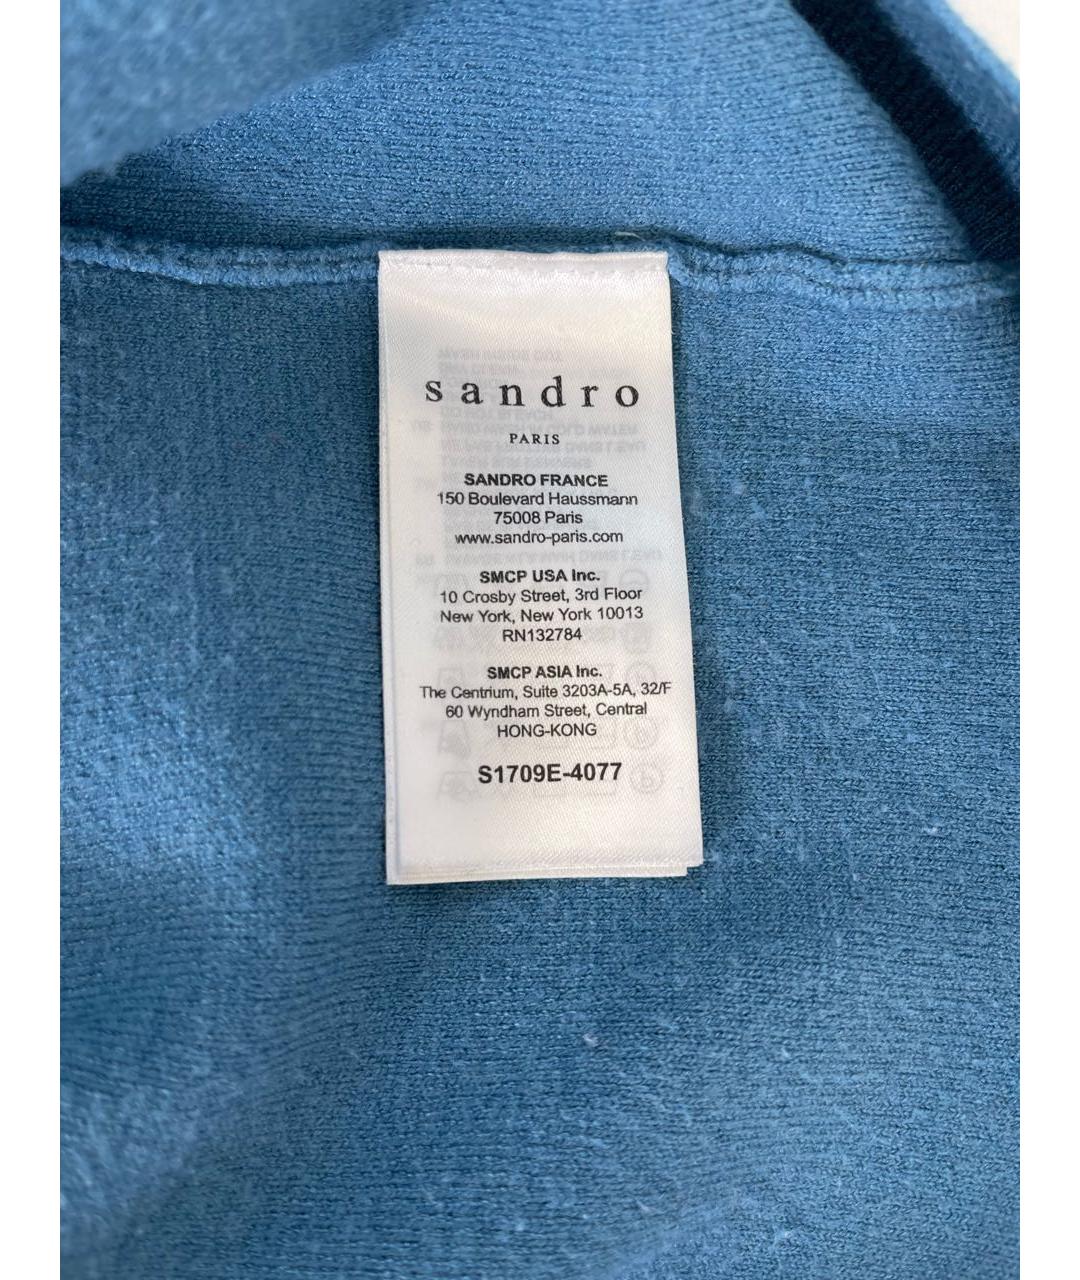 sandro
PARIS
SANDRO FRANCE
150 Boulevard Haussmann
75008 Paris
www.sandro-paris.com
SMCP USA Inc.
10 Crosby Street, 3rd Floor
New York, New York 10013
RN132784
SMCP ASIA Inc.
The Centrium, Suite 3203A-5A, 32/F
60 Wyndham Street, Central
HONG-KONG
S1709E-4077